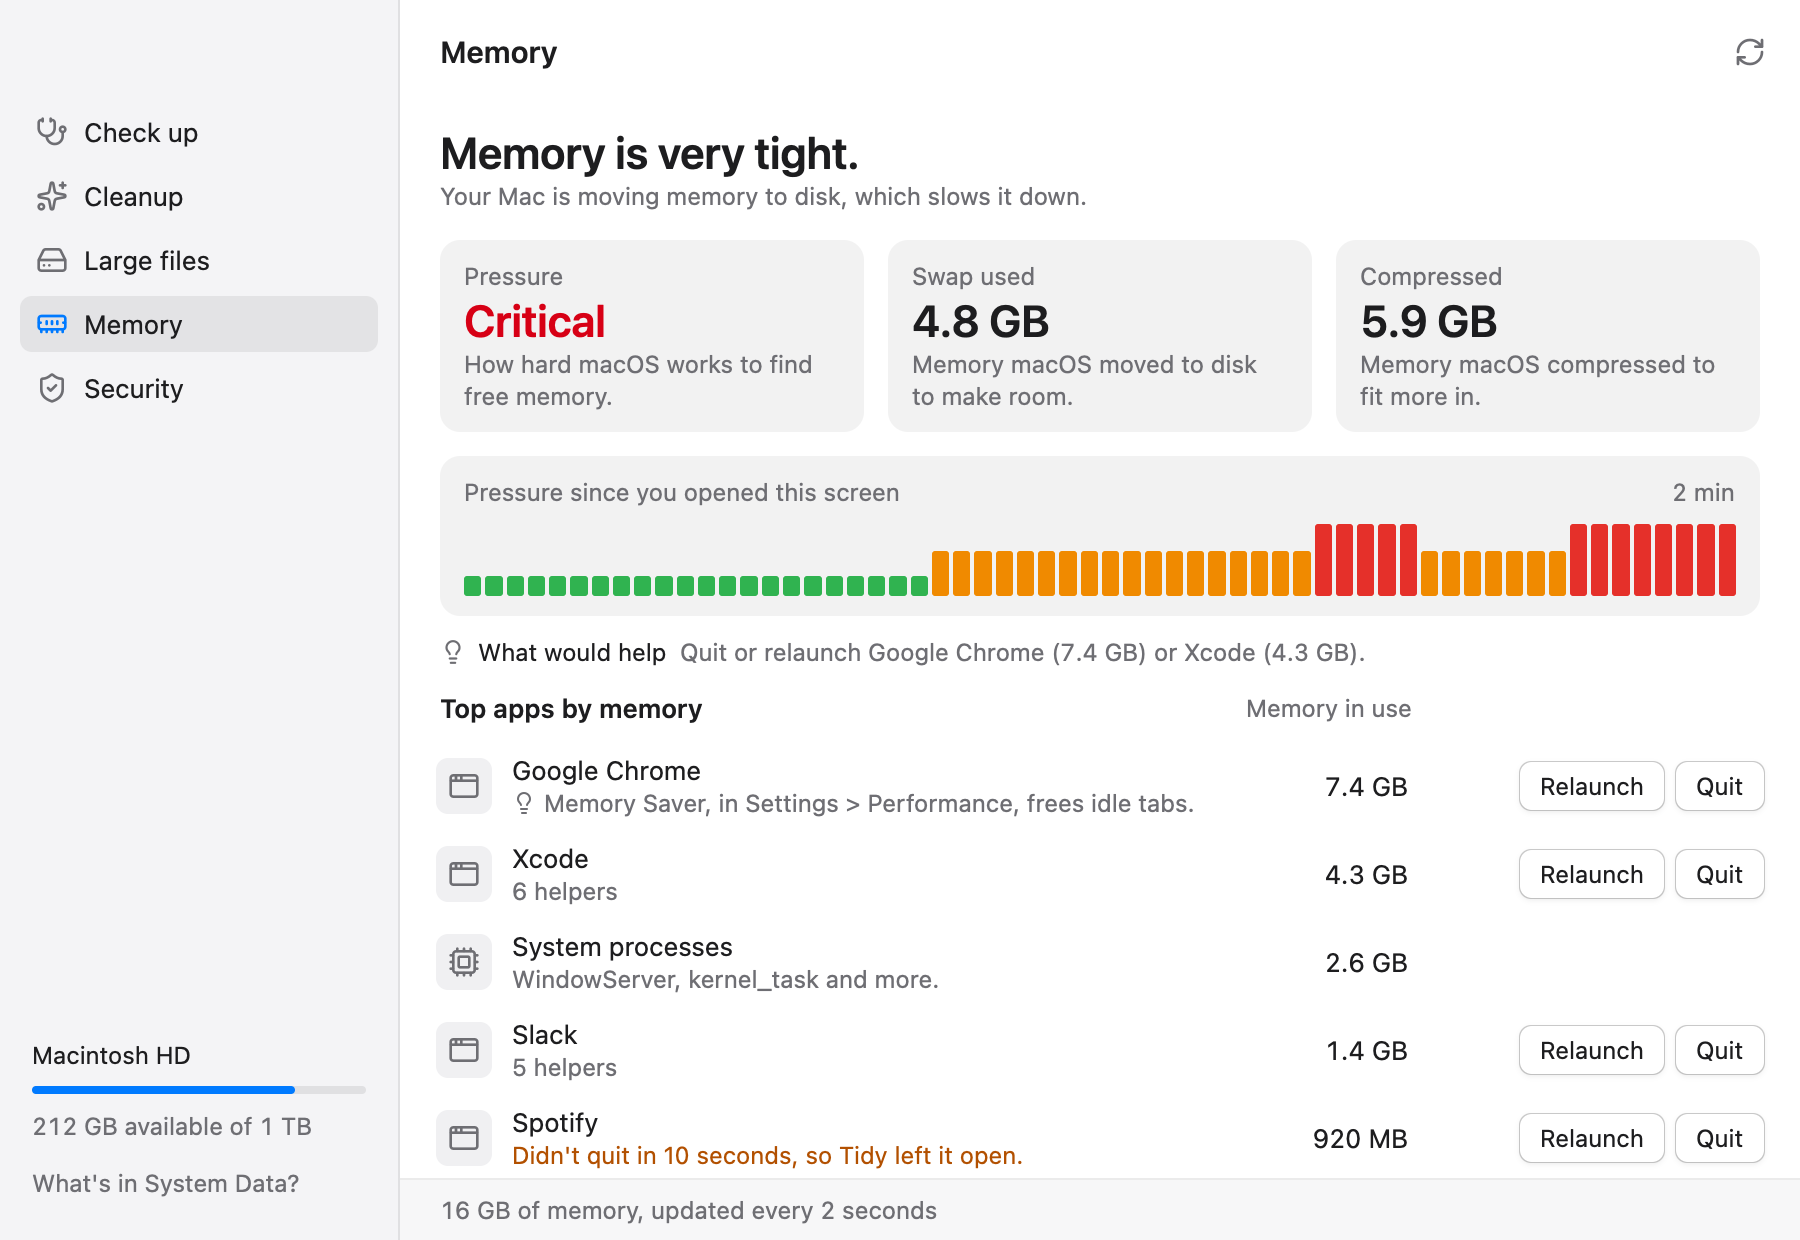 Memory
Check up
Cleanup
Large files
Memory
Security
Macintosh HD
212 GB available of 1 TB
What's in System Data?
Memory is very tight.
Your Mac is moving memory to disk, which slows it down.
Pressure
Critical
How hard macOS works to find
free memory.
Swap used
4.8 GB
Memory macOS moved to disk
to make room.
Compressed
5.9 GB
Memory macOS compressed to
fit more in.
Pressure since you opened this screen
2 min
What would help Quit or relaunch Google Chrome (7.4 GB) or Xcode (4.3 GB).
Top apps by memory
Memory in use
Google Chrome
Memory Saver, in Settings > Performance, frees idle tabs.
7.4 GB
Relaunch
Quit
Xcode
6 helpers
4.3 GB
Relaunch
Quit
System processes
WindowServer, kernel_task and more.
2.6 GB
Slack
5 helpers
1.4 GB
Relaunch
Quit
Spotify
Didn't quit in 10 seconds, so Tidy left it open.
920 MB
Relaunch
Quit
16 GB of memory, updated every 2 seconds